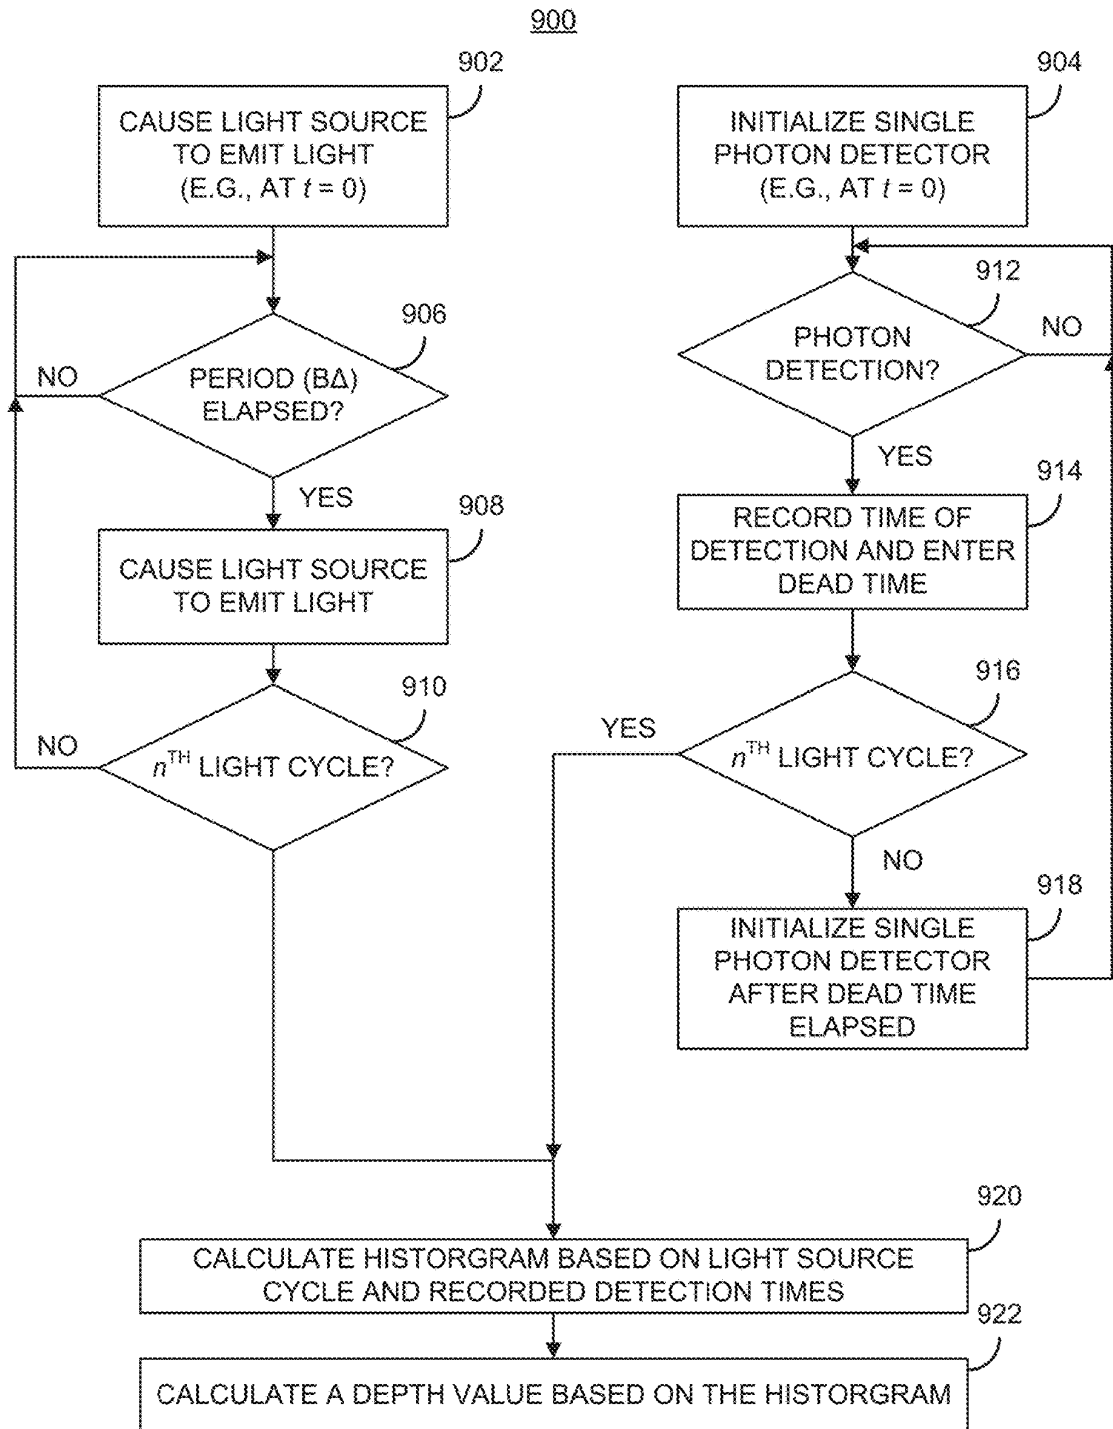 900
902
CAUSE LIGHT SOURCE
TO EMIT LIGHT
(E.G., AT t = 0)
904
INITIALIZE SINGLE
PHOTON DETECTOR
(E.G., AT t = 0)
906
PERIOD (BΔ)
ELAPSED?
NO
YES
908
CAUSE LIGHT SOURCE
TO EMIT LIGHT
910
nTH LIGHT CYCLE?
NO
912
PHOTON
DETECTION?
NO
YES
914
RECORD TIME OF
DETECTION AND ENTER
DEAD TIME
916
nTH LIGHT CYCLE?
YES
NO
918
INITIALIZE SINGLE
PHOTON DETECTOR
AFTER DEAD TIME
ELAPSED
920
CALCULATE HISTORGRAM BASED ON LIGHT SOURCE
CYCLE AND RECORDED DETECTION TIMES
922
CALCULATE A DEPTH VALUE BASED ON THE HISTORGRAM